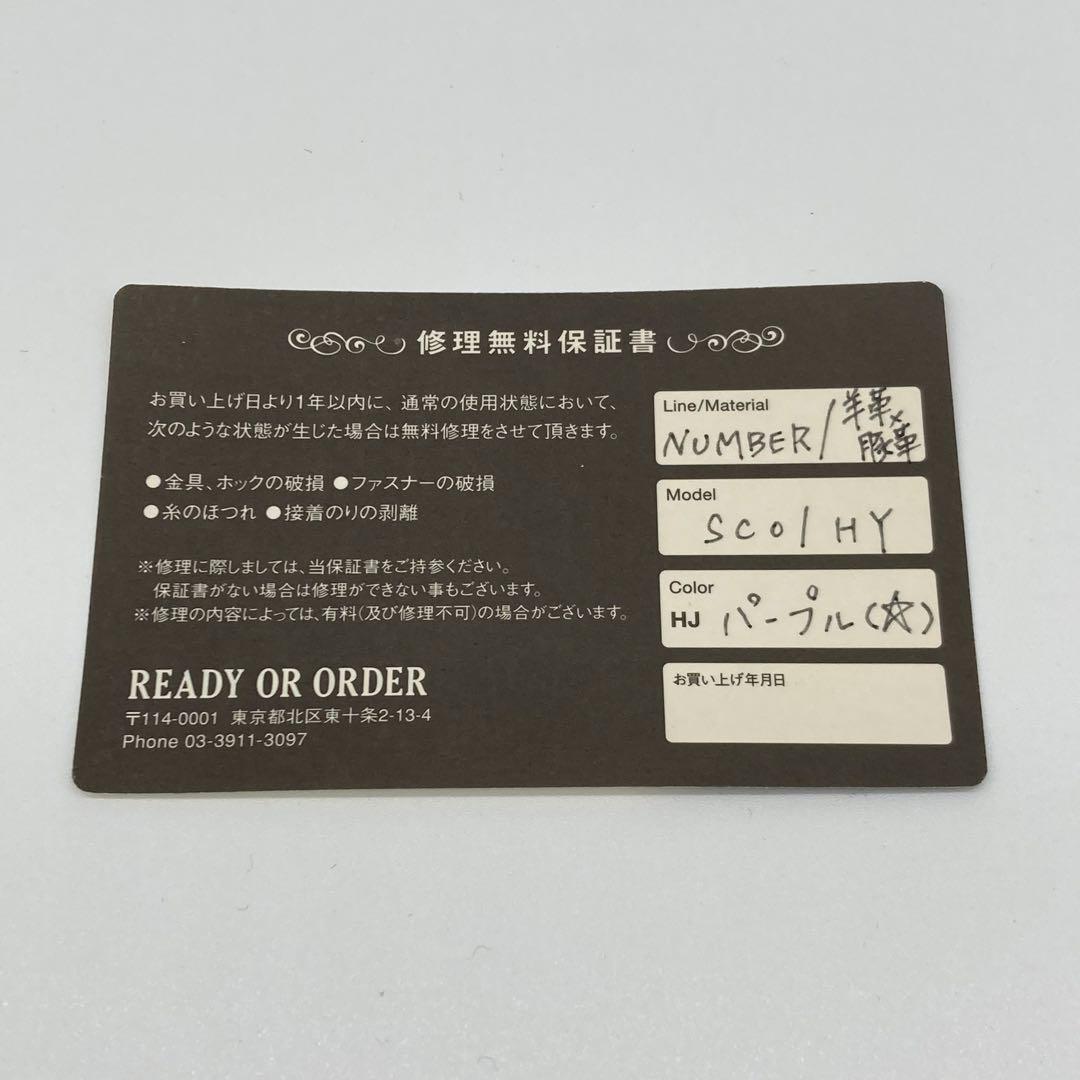 修理無料保証書
お買い上げ日より1年以内に、通常の使用状態において、
次のような状態が生じた場合は無料修理をさせて頂きます。
●金具、ホックの破損 ●ファスナーの破損
●糸のほつれ ●接着のりの剥離
※修理に際しましては、当保証書をご持参ください。
保証書がない場合は修理ができない事もございます。
※修理の内容によっては、有料(及び修理不可)の場合がございます。
READY OR ORDER
〒114-0001 東京都北区東十条2-13-4
Phone 03-3911-3097
Line/Material
NUMBER/羊革×
豚革
Model
SC01HY
Color
HJ パープル(☆)
お買い上げ年月日